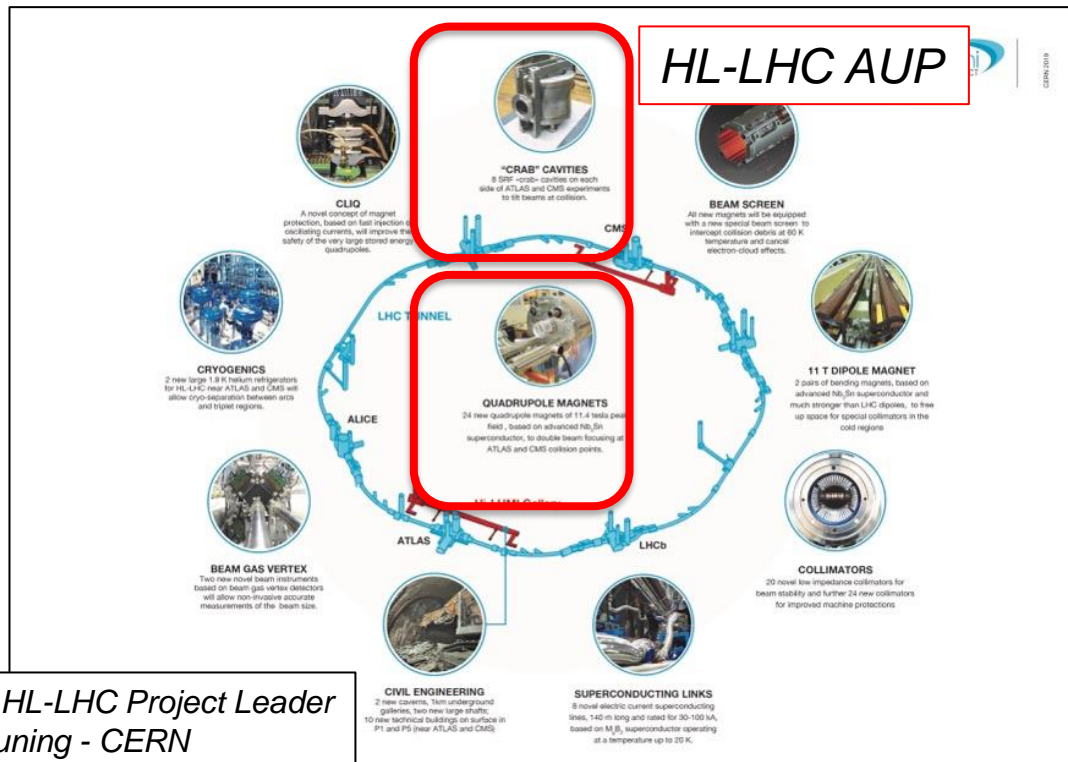 HL-LHC AUP
CERN 2019
"CRAB" CAVITIES
8 SRF «crab» cavities on each
side of ATLAS and CMS experiments
to tilt beams at collision.
CLIQ
A novel concept of magnet
protection, based on fast injection
oscillating currents, will improve the
safety of the very large stored energy
quadrupoles.
BEAM SCREEN
All new magnets will be equipped
with a new special beam screen to
intercept collision debris at 60 K
temperature and cancel
electron-cloud effects.
CMS
LHC TUNNEL
CRYOGENICS
2 new large 1.9 K helium refrigerators
for HL-LHC near ATLAS and CMS will
allow cryo-separation between arcs
and triplet regions.
QUADRUPOLE MAGNETS
24 new quadrupole magnets of 11.4 tesla peak
field , based on advanced Nb₃Sn
superconductor, to double beam focusing at
ATLAS and CMS collision points.
11 T DIPOLE MAGNET
2 pairs of bending magnets, based on
advanced Nb₃Sn superconductor and
much stronger than LHC dipoles, to free
up space for special collimators in the
cold regions
ALICE
ATLAS
LHCb
BEAM GAS VERTEX
Two new novel beam instruments
based on beam gas vertex detectors
will allow non-invasive accurate
measurements of the beam size.
COLLIMATORS
20 novel low impedance collimators for
beam stability and further 24 new collimators
for improved machine protections
CIVIL ENGINEERING
2 new caverns, 1km underground
galleries, two new large shafts;
10 new technical buildings on surface in
P1 and P5 (near ATLAS and CMS)
SUPERCONDUCTING LINKS
8 novel electric current superconducting
lines, 140 m long and rated for 30-100 kA,
based on MgB₂ superconductor operating
at a temperature up to 20 K.
HL-LHC Project Leader
uning - CERN